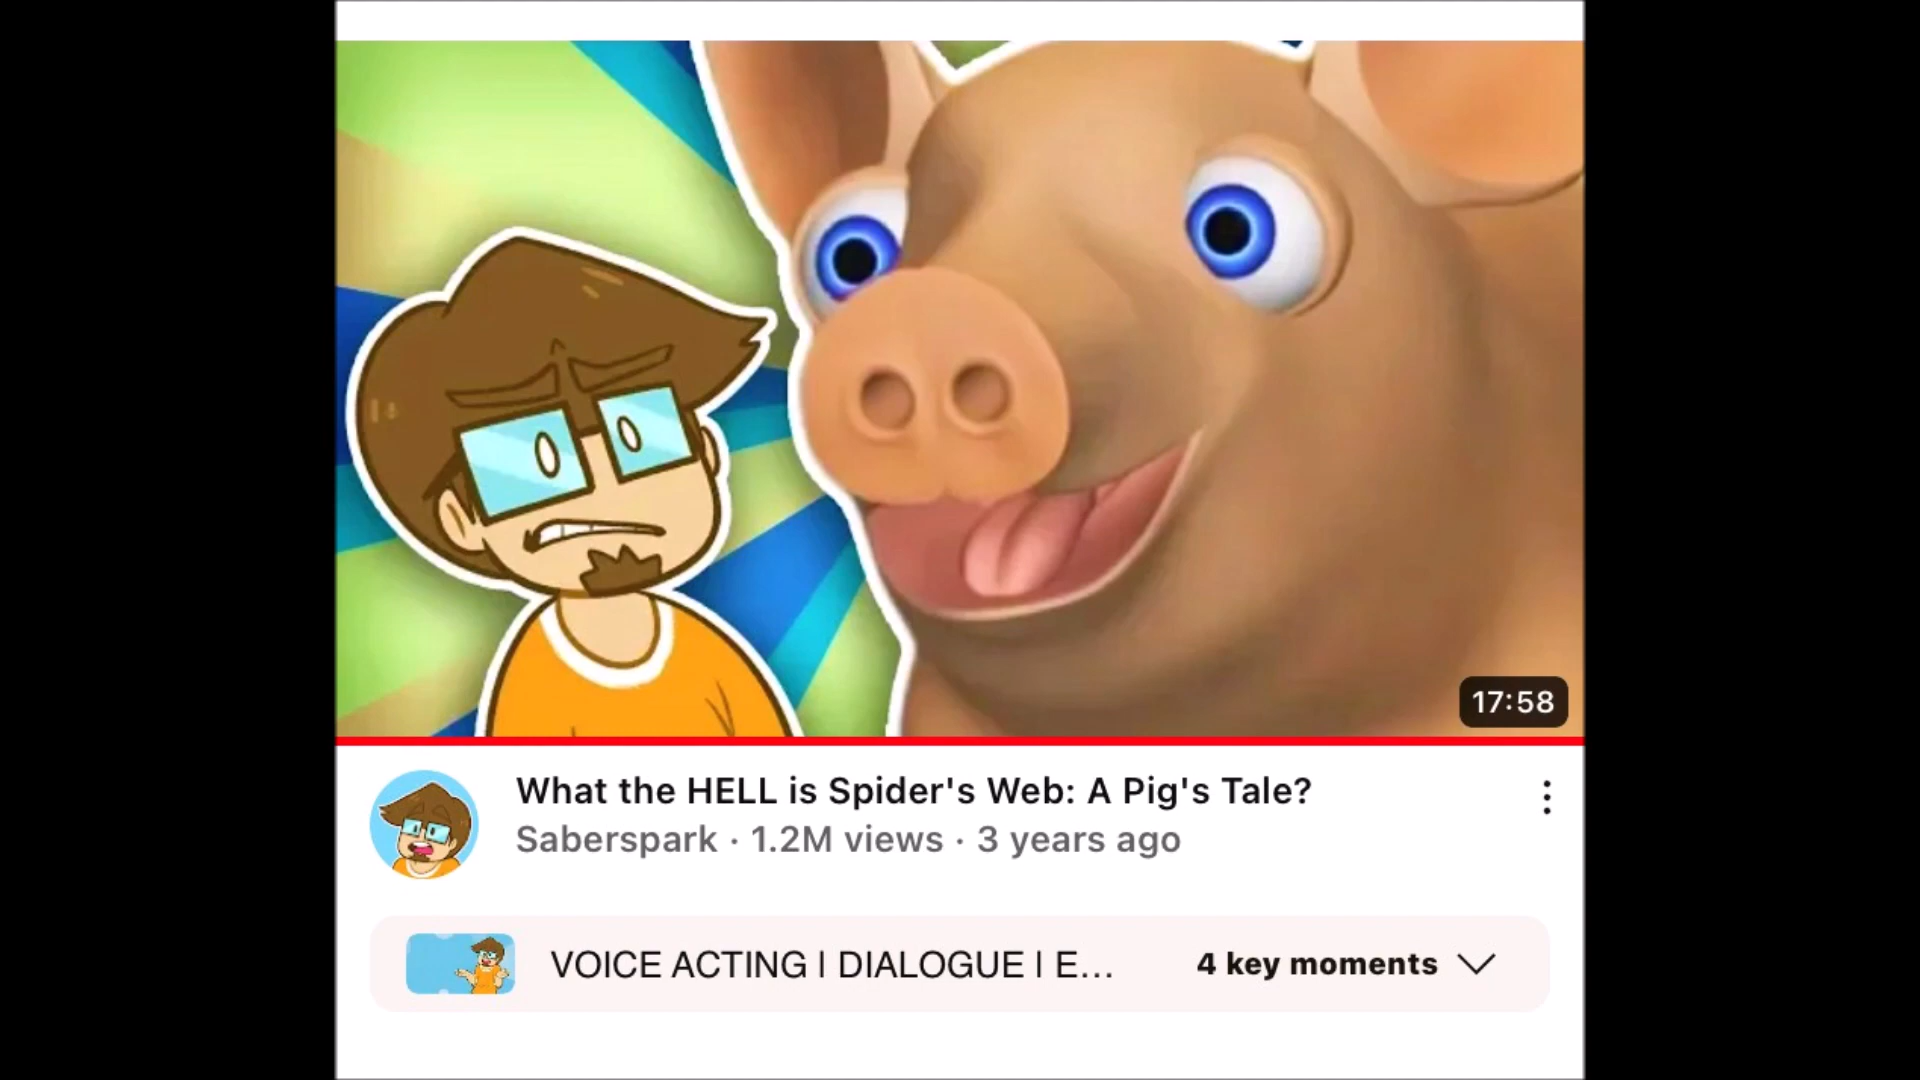 17:58
What the HELL is Spider's Web: A Pig's Tale?
Saberspark · 1.2M views · 3 years ago
VOICE ACTING | DIALOGUE | E... 4 key moments